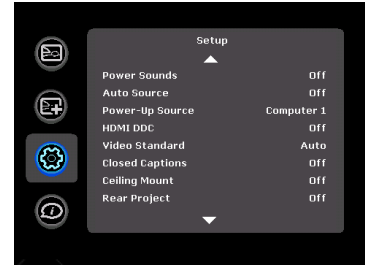 Setup
Power Sounds Off
Auto Source Off
Power-Up Source Computer 1
HDMI DDC Off
Video Standard Auto
Closed Captions Off
Ceiling Mount Off
Rear Project Off